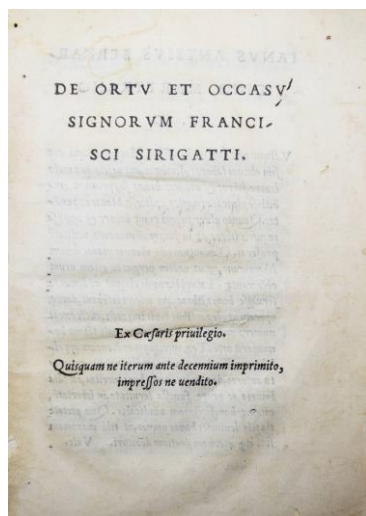 DE ORTV ET OCCASV
SIGNORVM FRANCI-
SCI SIRIGATTI.
Ex Cæsaris priuilegio.
Quisquam ne iterum ante decennium imprimito,
impreſſos ne uendito.